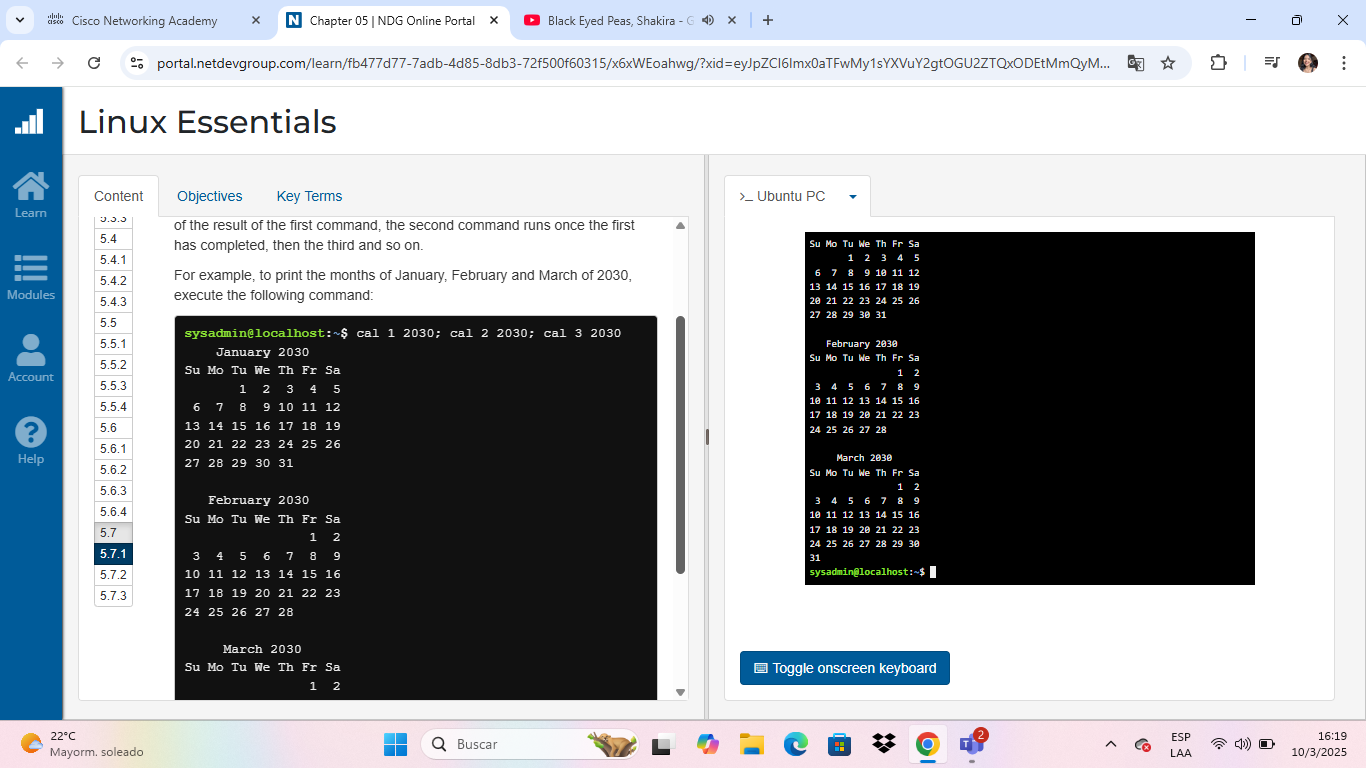 Cisco Networking Academy
Chapter 05 | NDG Online Portal
Black Eyed Peas, Shakira - G
portal.netdevgroup.com/learn/fb477d77-7adb-4d85-8db3-72f500f60315/x6xWEoahwg/?xid=eyJpZCI6Imx0aTFwMy1sYXVuY2gtOGU2ZTQxODEtMmQyM...
Linux Essentials
Learn
Modules
Account
Help
Content
Objectives
Key Terms
5.3.3
5.4
5.4.1
5.4.2
5.4.3
5.5
5.5.1
5.5.2
5.5.3
5.5.4
5.6
5.6.1
5.6.2
5.6.3
5.6.4
5.7
5.7.1
5.7.2
5.7.3
of the result of the first command, the second command runs once the first
has completed, then the third and so on.
For example, to print the months of January, February and March of 2030,
execute the following command:
sysadmin@localhost:~$ cal 1 2030; cal 2 2030; cal 3 2030
January 2030
Su Mo Tu We Th Fr Sa
1 2 3 4 5
6 7 8 9 10 11 12
13 14 15 16 17 18 19
20 21 22 23 24 25 26
27 28 29 30 31
February 2030
Su Mo Tu We Th Fr Sa
1 2
3 4 5 6 7 8 9
10 11 12 13 14 15 16
17 18 19 20 21 22 23
24 25 26 27 28
March 2030
Su Mo Tu We Th Fr Sa
1 2
>_ Ubuntu PC
Su Mo Tu We Th Fr Sa
1 2 3 4 5
6 7 8 9 10 11 12
13 14 15 16 17 18 19
20 21 22 23 24 25 26
27 28 29 30 31
February 2030
Su Mo Tu We Th Fr Sa
1 2
3 4 5 6 7 8 9
10 11 12 13 14 15 16
17 18 19 20 21 22 23
24 25 26 27 28
March 2030
Su Mo Tu We Th Fr Sa
1 2
3 4 5 6 7 8 9
10 11 12 13 14 15 16
17 18 19 20 21 22 23
24 25 26 27 28 29 30
31
sysadmin@localhost:~$
Toggle onscreen keyboard
22°C
Mayorm. soleado
Buscar
2
ESP
LAA
16:19
10/3/2025